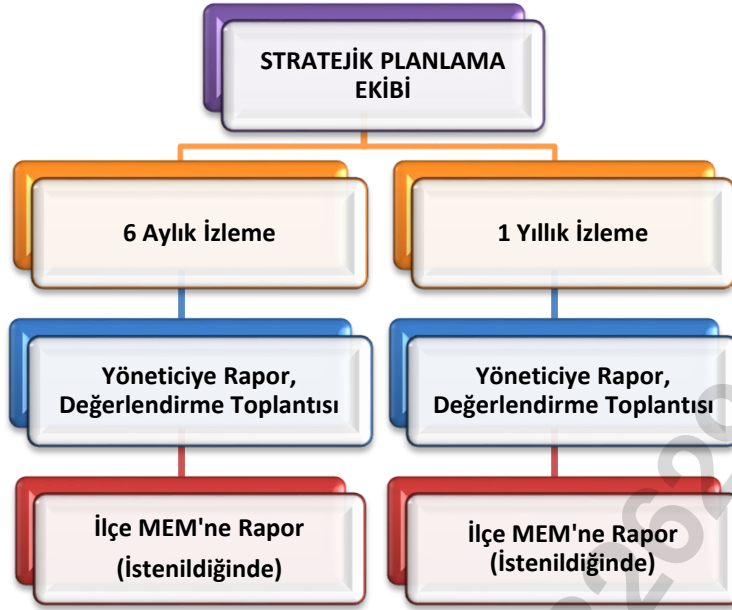 STRATEJİK PLANLAMA
EKİBİ
6 Aylık İzleme
1 Yıllık İzleme
Yöneticiye Rapor,
Değerlendirme Toplantısı
Yöneticiye Rapor,
Değerlendirme Toplantısı
İlçe MEM'ne Rapor
(İstenildiğinde)
İlçe MEM'ne Rapor
(İstenildiğinde)